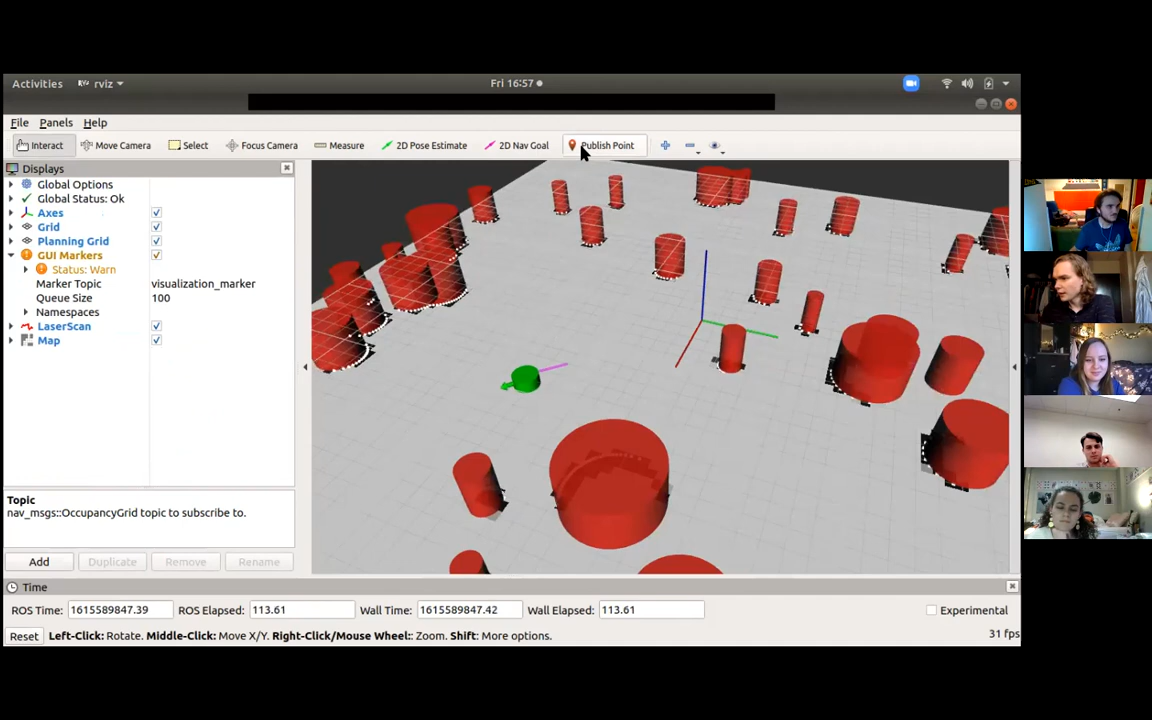 Activities rviz Fri 16:57
File Panels Help
Interact Move Camera Select Focus Camera Measure 2D Pose Estimate 2D Nav Goal Publish Point
Displays
Global Options
Global Status: Ok
Axes
Grid
Planning Grid
GUI Markers
Status: Warn
Marker Topic visualization_marker
Queue Size 100
Namespaces
LaserScan
Map
Topic
nav_msgs::OccupancyGrid topic to subscribe to.
Add Duplicate Remove Rename
Time
ROS Time: 1615589847.39 ROS Elapsed: 113.61 Wall Time: 1615589847.42 Wall Elapsed: 113.61 Experimental
Reset Left-Click: Rotate. Middle-Click: Move X/Y. Right-Click/Mouse Wheel:: Zoom. Shift: More options. 31 fps